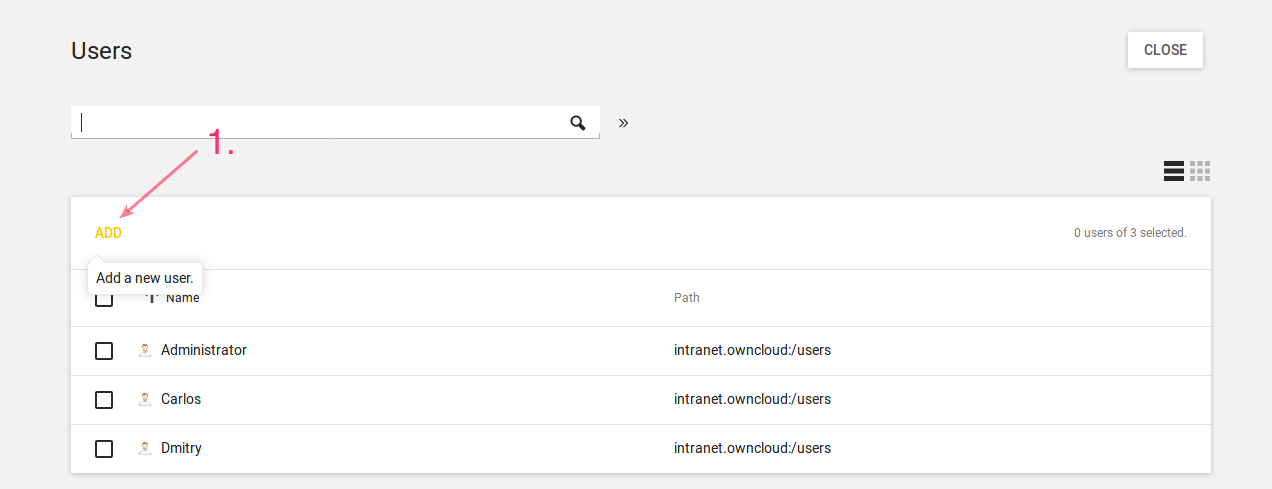 Users
CLOSE
1.
ADD
0 users of 3 selected.
Add a new user.
Name
Path
Administrator
intranet.owncloud:/users
Carlos
intranet.owncloud:/users
Dmitry
intranet.owncloud:/users